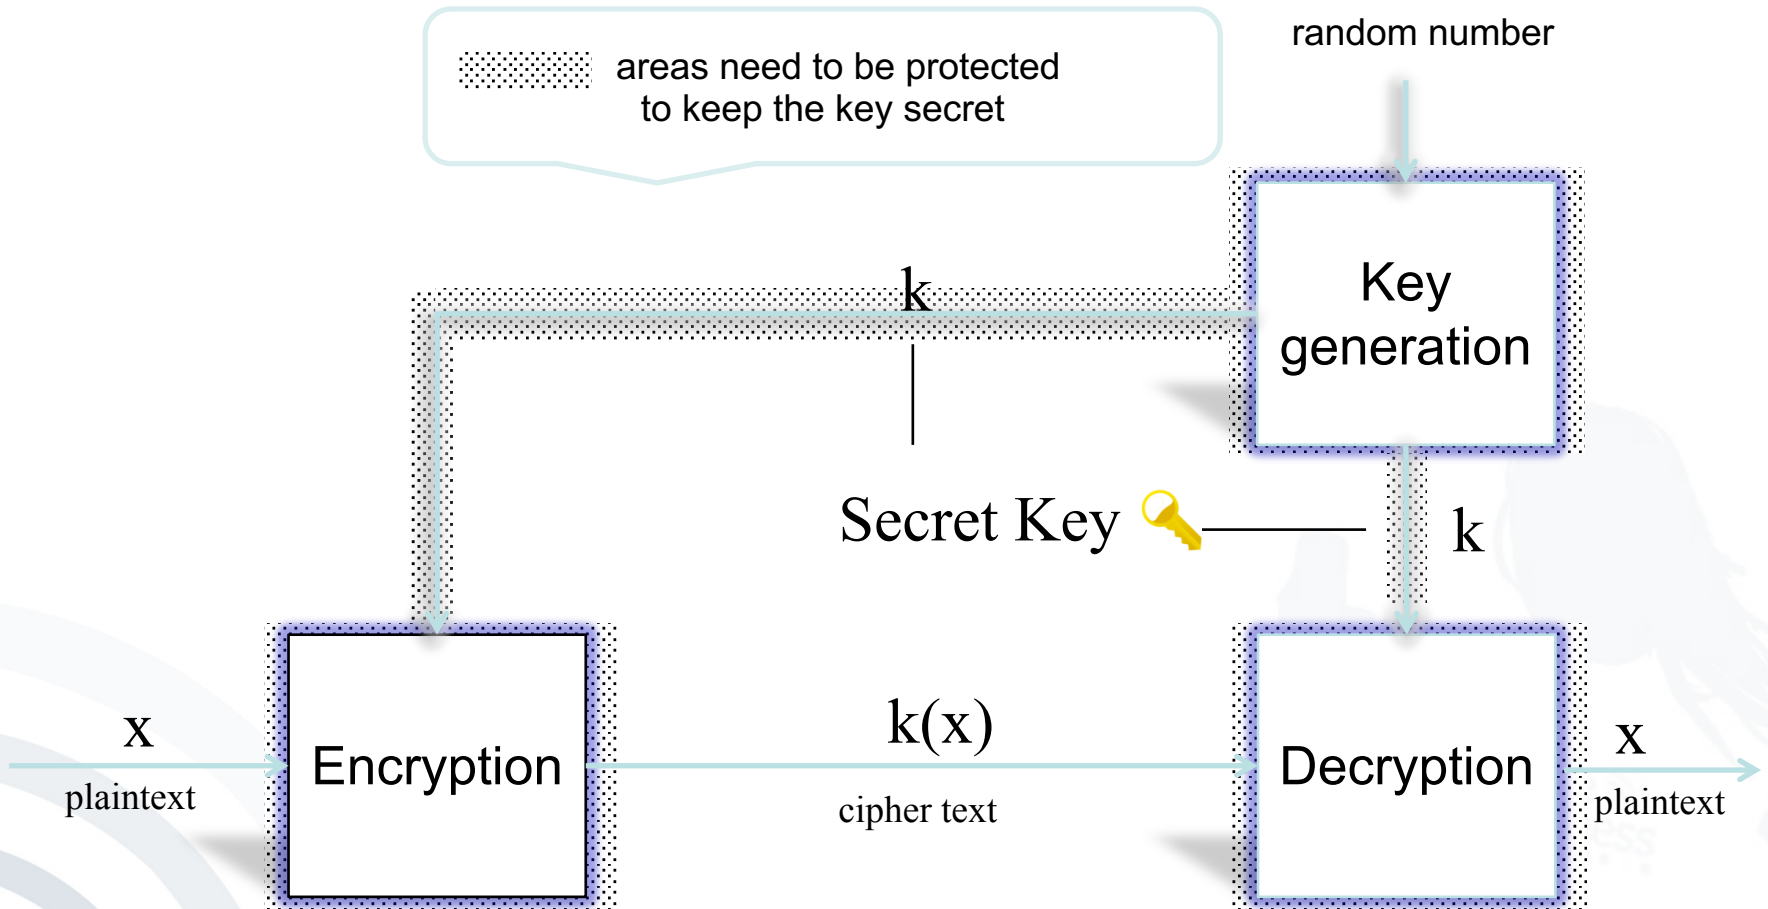 random number
areas need to be protected
to keep the key secret
Key
generation
k
Secret Key
k
x
plaintext
Encryption
k(x)
cipher text
Decryption
x
plaintext